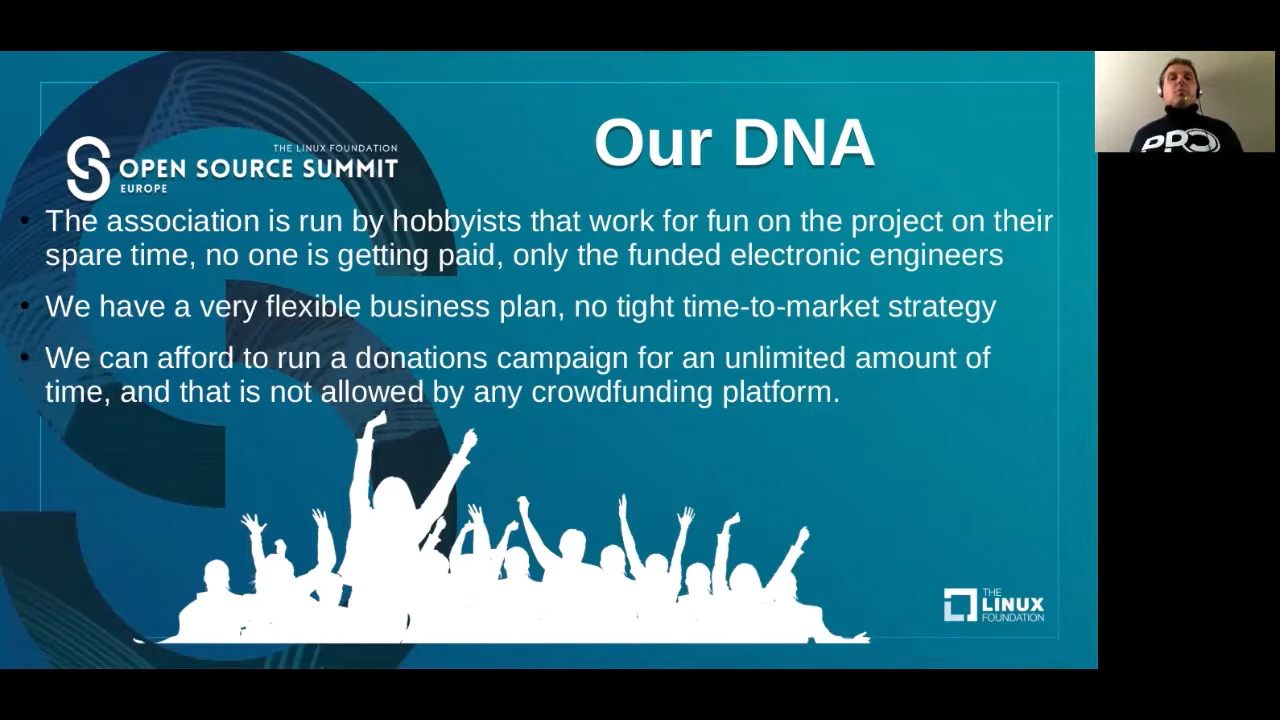 Our DNA
THE LINUX FOUNDATION
OPEN SOURCE SUMMIT
EUROPE
• The association is run by hobbyists that work for fun on the project on their
spare time, no one is getting paid, only the funded electronic engineers
• We have a very flexible business plan, no tight time-to-market strategy
• We can afford to run a donations campaign for an unlimited amount of
time, and that is not allowed by any crowdfunding platform.
THE
LINUX
FOUNDATION